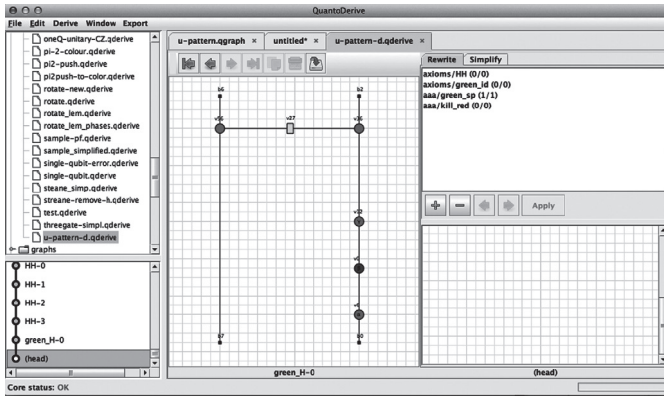 QuantoDerive
File Edit Derive Window Export
oneQ-unitary-CZ.qderive
pi-2-colour.qderive
pi2-push.qderive
pi2push-to-color.qderive
rotate-new.qderive
rotate.qderive
rotate_lem.qderive
rotate_lem_phases.qderive
sample-pf.qderive
sample_simplified.qderive
single-qubit-error.qderive
single-qubit.qderive
steane_simp.qderive
streane-remove-h.qderive
test.qderive
threegate-simpl.qderive
u-pattern-d.qderive
graphs
HH-0
HH-1
HH-2
HH-3
green_H-0
(head)
Core status: OK
u-pattern.qgraph × untitled* × u-pattern-d.qderive ×
b6 b2
v27
b7 b0
green_H-0
Rewrite Simplify
axioms/HH (0/0)
axioms/green_id (0/0)
aaa/green_sp (1/1)
aaa/kill_red (0/0)
Apply
(head)